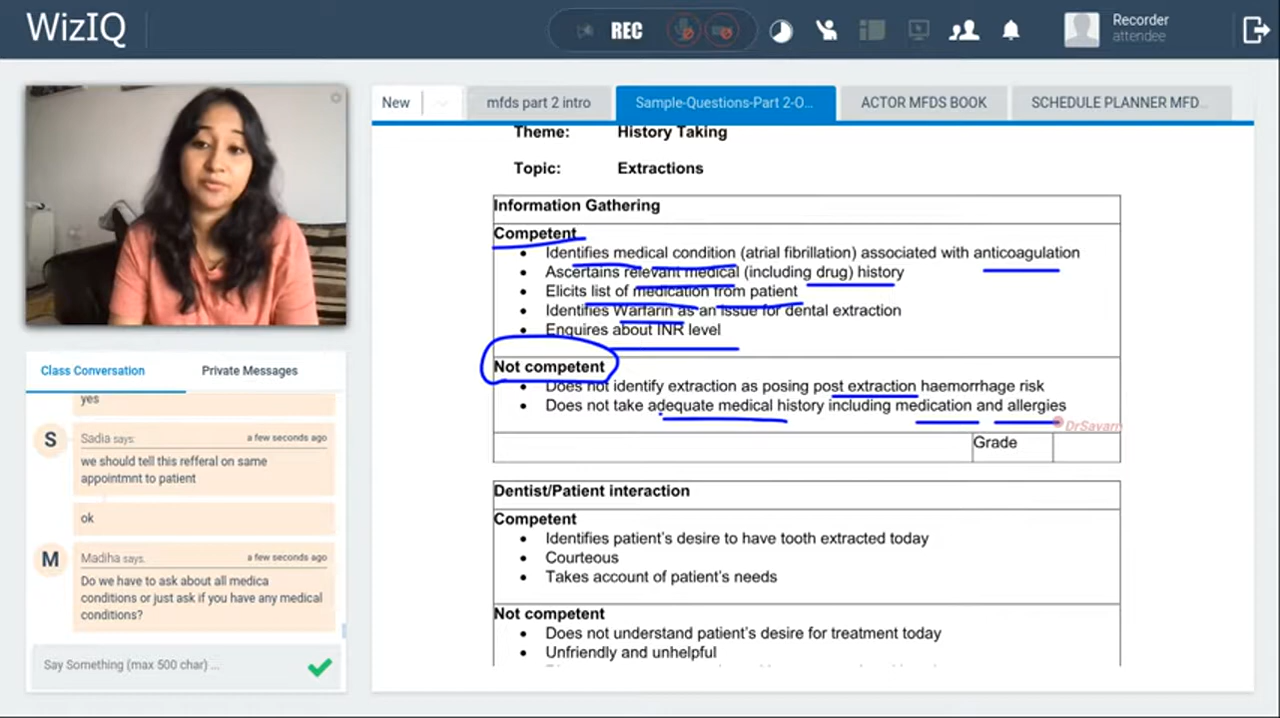 WizIQ
REC
Recorder
attendee
New
mfds part 2 intro
Sample-Questions-Part 2-O...
ACTOR MFDS BOOK
SCHEDULE PLANNER MFD...
Theme: History Taking
Topic: Extractions
Information Gathering
Competent
• Identifies medical condition (atrial fibrillation) associated with anticoagulation
• Ascertains relevant medical (including drug) history
• Elicits list of medication from patient
• Identifies Warfarin as an issue for dental extraction
• Enquires about INR level
Not competent
• Does not identify extraction as posing post extraction haemorrhage risk
• Does not take adequate medical history including medication and allergies
DrSavarn
Grade
Dentist/Patient interaction
Competent
• Identifies patient's desire to have tooth extracted today
• Courteous
• Takes account of patient's needs
Not competent
• Does not understand patient's desire for treatment today
• Unfriendly and unhelpful
Class Conversation
Private Messages
yes
S
Sadia says: a few seconds ago
we should tell this refferal on same
appointmnt to patient
ok
M
Madiha says: a few seconds ago
Do we have to ask about all medica
conditions or just ask if you have any medical
conditions?
Say Something (max 500 char) ...